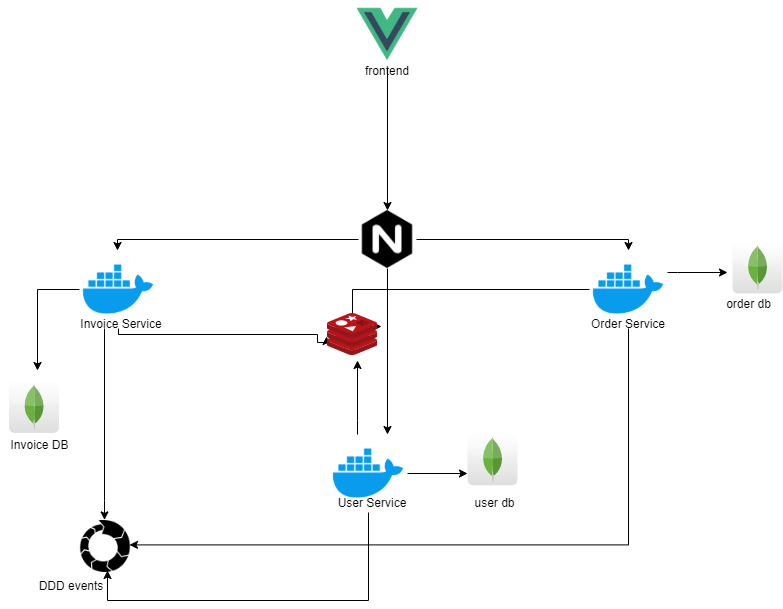 frontend
N
Invoice Service
Order Service
order db
Invoice DB
User Service
user db
DDD events